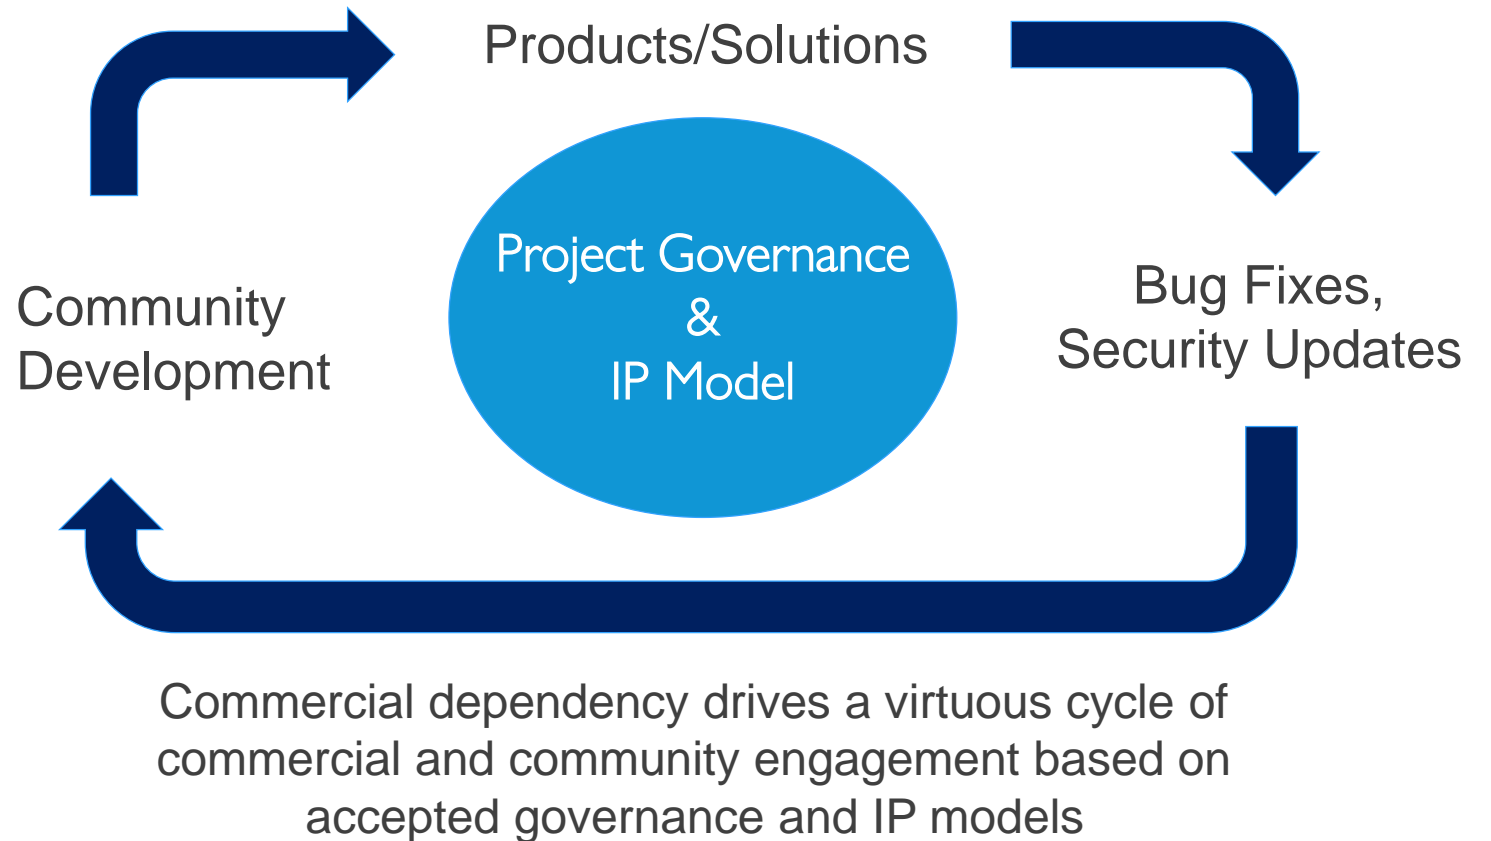 Products/Solutions
Project Governance
&
IP Model
Community
Development
Bug Fixes,
Security Updates
Commercial dependency drives a virtuous cycle of
commercial and community engagement based on
accepted governance and IP models